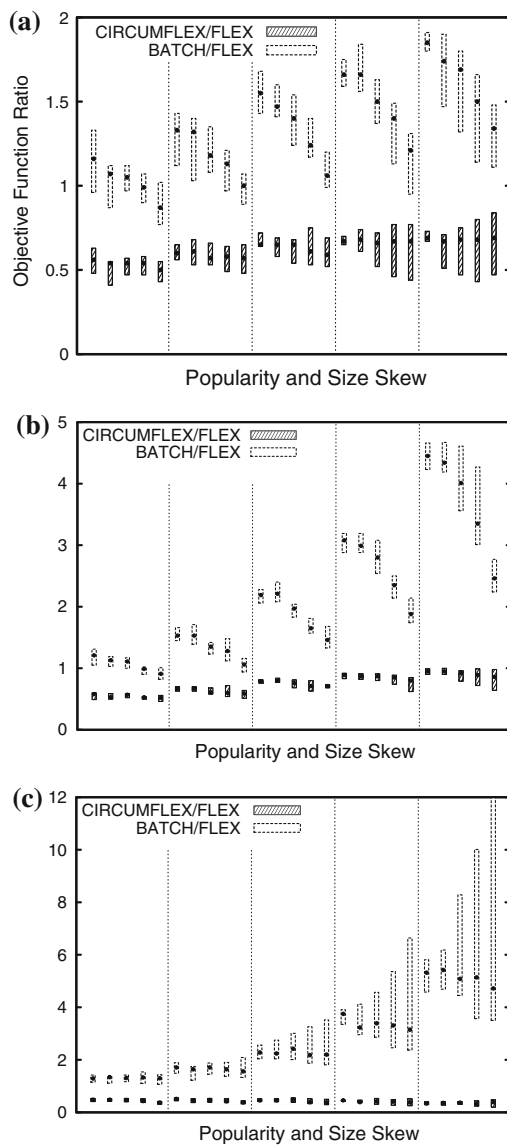 (a)
CIRCUMFLEX/FLEX
BATCH/FLEX
Objective Function Ratio
2
1.5
1
0.5
0
Popularity and Size Skew
(b)
CIRCUMFLEX/FLEX
BATCH/FLEX
5
4
3
2
1
0
Popularity and Size Skew
(c)
CIRCUMFLEX/FLEX
BATCH/FLEX
12
10
8
6
4
2
0
Popularity and Size Skew